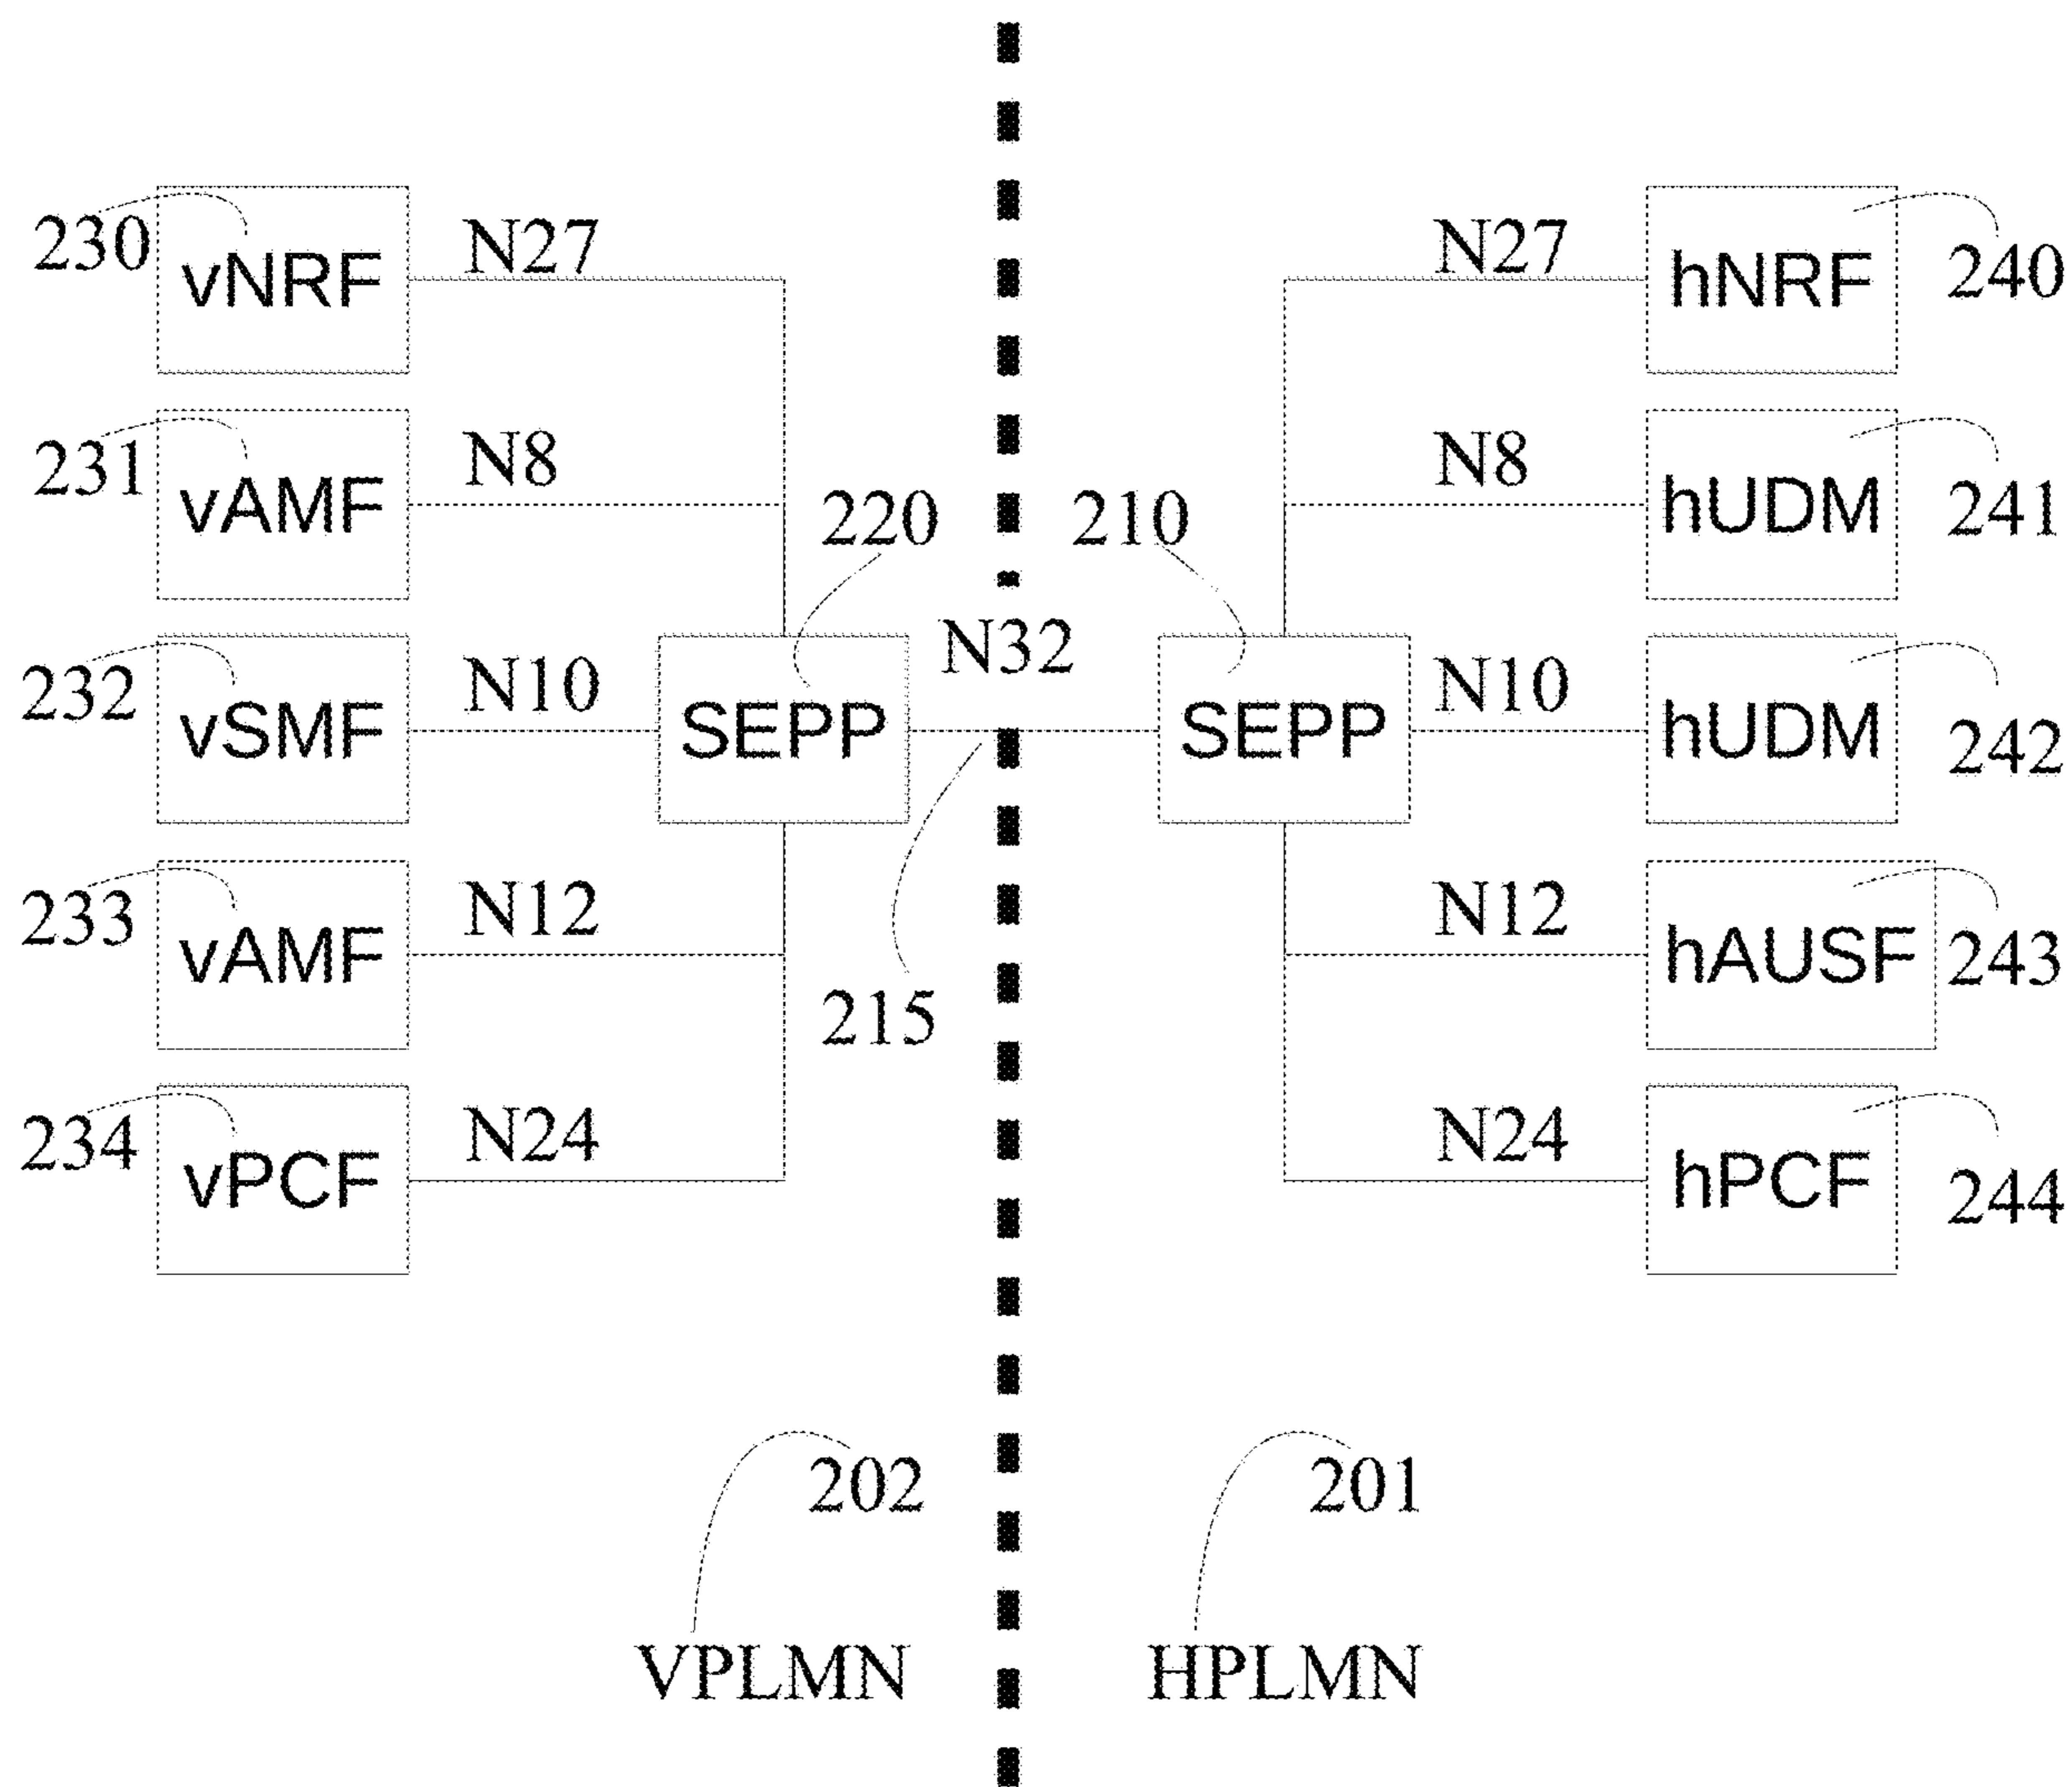 230 vNRF N27 N27 hNRF 240
231 vAMF N8 N8 hUDM 241
220 210
N32
232 vSMF N10 SEPP SEPP N10 hUDM 242
233 vAMF N12 N12 hAUSF 243
215
234 vPCF N24 N24 hPCF 244
202 201
VPLMN HPLMN